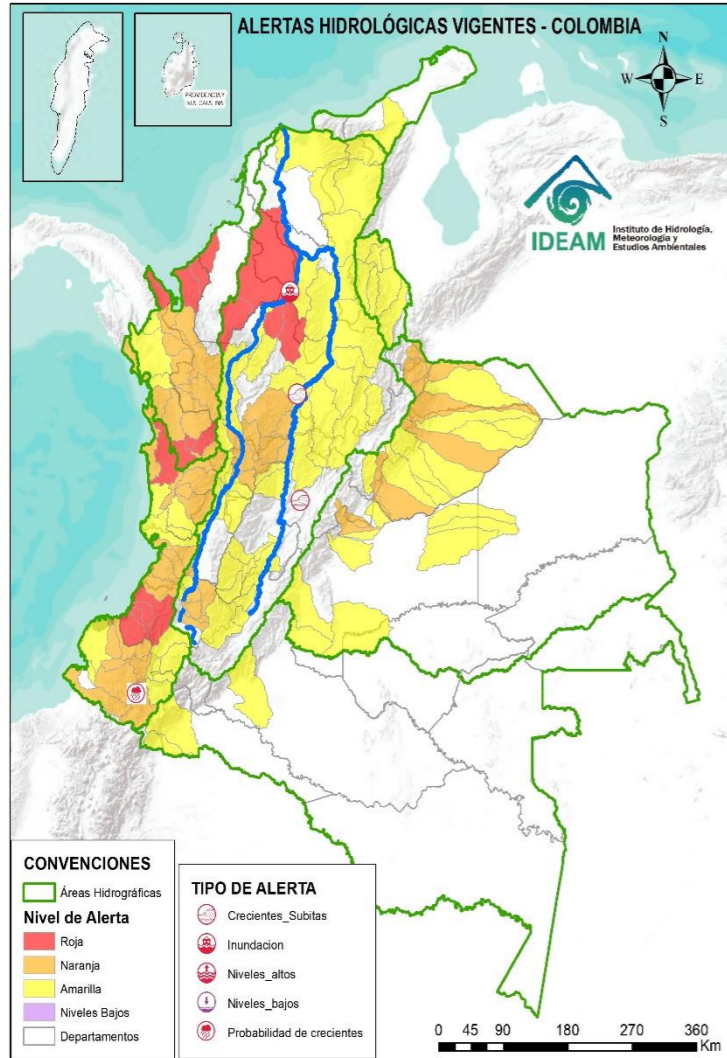 ALERTAS HIDROLÓGICAS VIGENTES - COLOMBIA
PROVIDENCIA Y
N
W E
S
IDEAM
Instituto de Hidrología,
Meteorología y
Estudios Ambientales
CONVENCIONES
Áreas Hidrográficas
Nivel de Alerta
Roja
Naranja
Amarilla
Niveles Bajos
Departamentos
TIPO DE ALERTA
Crecientes_Subitas
Inundacion
Niveles_altos
Niveles_bajos
Probabilidad de crecientes
0 45 90 180 270 360
Km